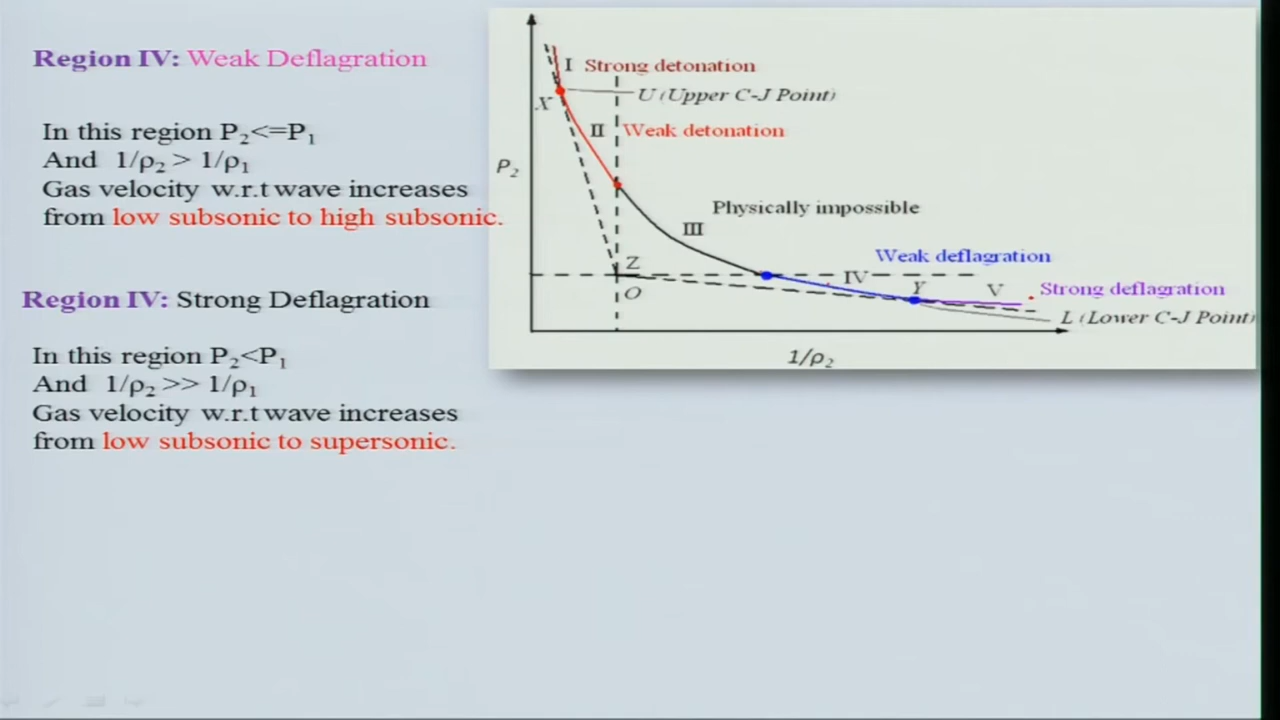 Region IV: Weak Deflagration
In this region P₂<=P₁
And 1/ρ₂ > 1/ρ₁
Gas velocity w.r.t wave increases
from low subsonic to high subsonic.
Region IV: Strong Deflagration
In this region P₂<P₁
And 1/ρ₂ >> 1/ρ₁
Gas velocity w.r.t wave increases
from low subsonic to supersonic.
I Strong detonation
U (Upper C-J Point)
X
II Weak detonation
P₂
Physically impossible
III
Weak deflagration
Z
IV
Y
V
Strong deflagration
O
L (Lower C-J Point)
1/ρ₂